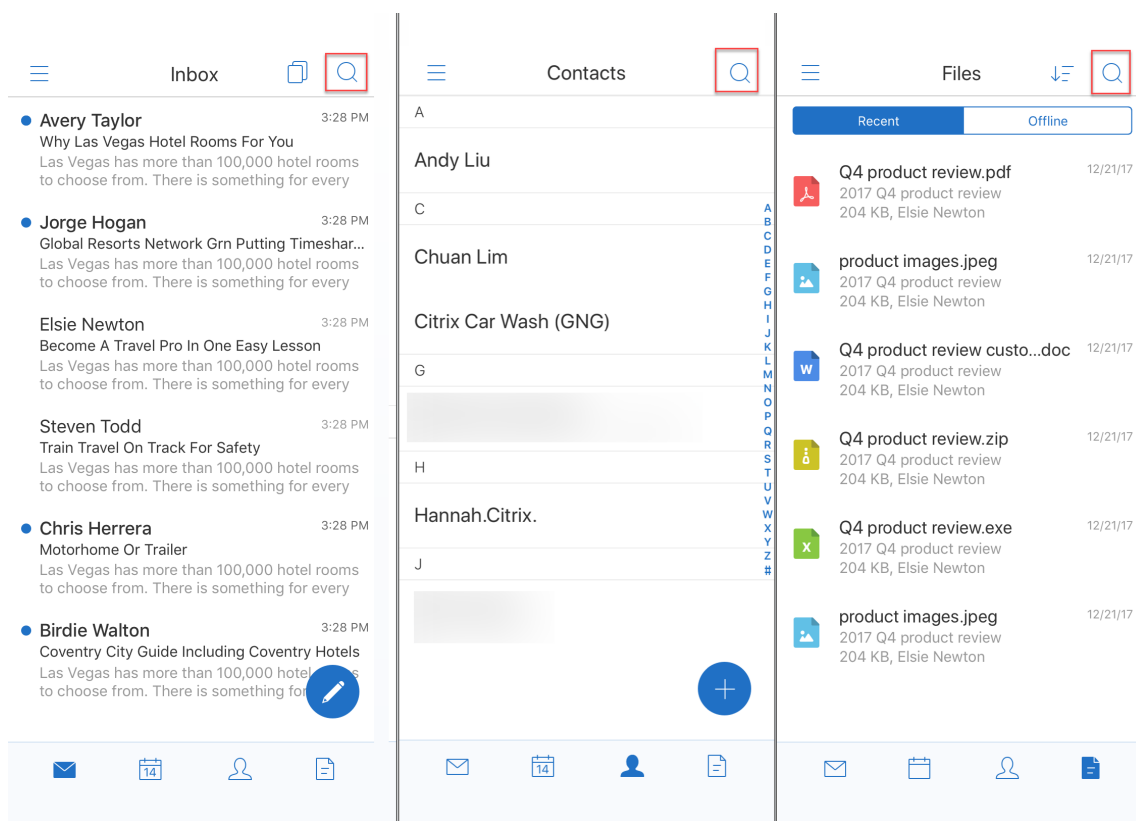 Inbox
Avery Taylor 3:28 PM
Why Las Vegas Hotel Rooms For You
Las Vegas has more than 100,000 hotel rooms
to choose from. There is something for every
Jorge Hogan 3:28 PM
Global Resorts Network Grn Putting Timeshar...
Las Vegas has more than 100,000 hotel rooms
to choose from. There is something for every
Elsie Newton 3:28 PM
Become A Travel Pro In One Easy Lesson
Las Vegas has more than 100,000 hotel rooms
to choose from. There is something for every
Steven Todd 3:28 PM
Train Travel On Track For Safety
Las Vegas has more than 100,000 hotel rooms
to choose from. There is something for every
Chris Herrera 3:28 PM
Motorhome Or Trailer
Las Vegas has more than 100,000 hotel rooms
to choose from. There is something for every
Birdie Walton 3:28 PM
Coventry City Guide Including Coventry Hotels
Las Vegas has more than 100,000 hotel
to choose from. There is something for
14
Contacts
A
Andy Liu
C
Chuan Lim
Citrix Car Wash (GNG)
G
H
Hannah.Citrix.
J
A
B
C
D
E
F
G
H
I
J
K
L
M
N
O
P
Q
R
S
T
U
V
W
X
Y
Z
#
14
Files
Recent Offline
Q4 product review.pdf 12/21/17
2017 Q4 product review
204 KB, Elsie Newton
product images.jpeg 12/21/17
2017 Q4 product review
204 KB, Elsie Newton
Q4 product review custo...doc 12/21/17
W
2017 Q4 product review
204 KB, Elsie Newton
Q4 product review.zip 12/21/17
2017 Q4 product review
204 KB, Elsie Newton
Q4 product review.exe 12/21/17
X
2017 Q4 product review
204 KB, Elsie Newton
product images.jpeg 12/21/17
2017 Q4 product review
204 KB, Elsie Newton